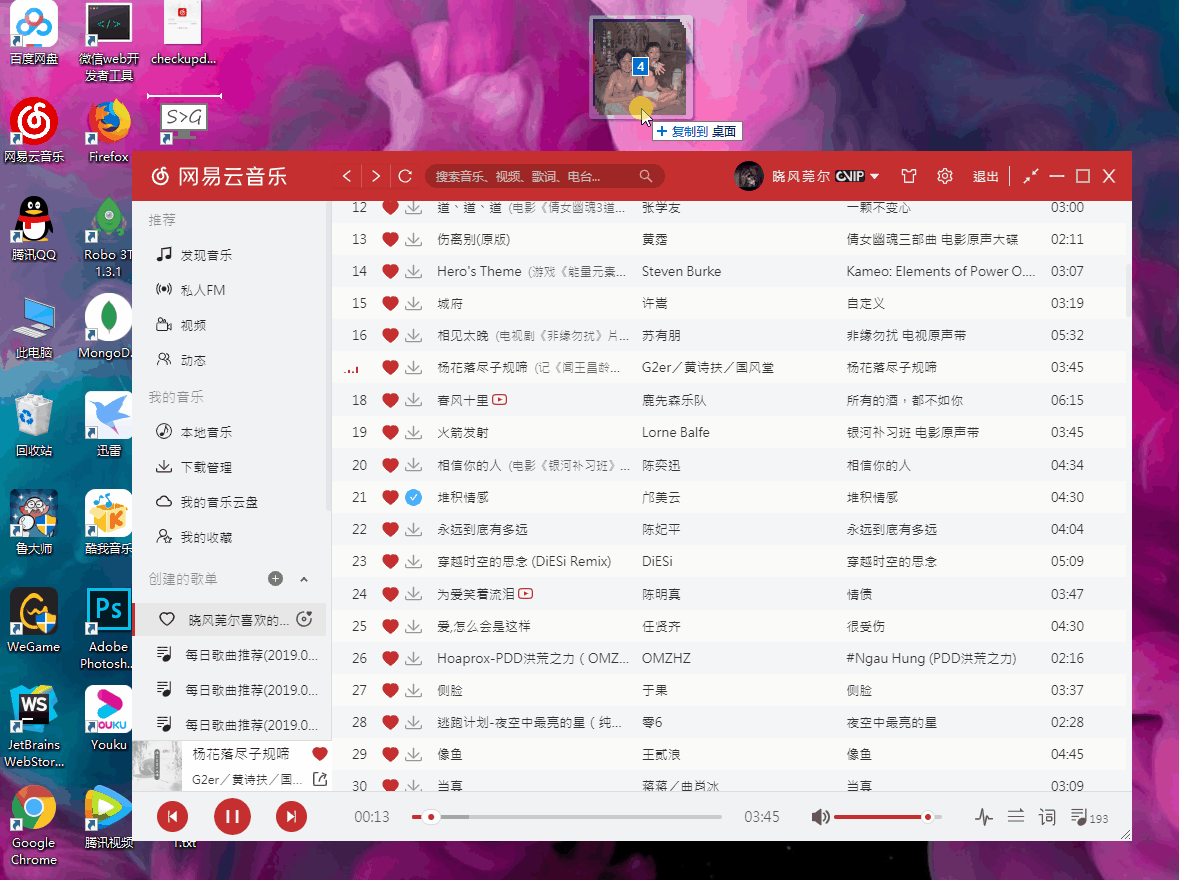 百度网盘
微信web开
发者工具
checkupd...
4
复制到 桌面
S>G
网易云音乐
Firefox
腾讯QQ
Robo 3T
1.3.1
此电脑
MongoD...
回收站
迅雷
鲁大师
酷我音乐
WeGame
Ps
Adobe
Photosh...
WS
JetBrains
WebStor...
YOUKU
Youku
Google
Chrome
腾讯视频
1.txt
网易云音乐
搜索音乐、视频、歌词、电台...
晓风莞尔 CVIP
退出
推荐
发现音乐
私人FM
视频
动态
我的音乐
本地音乐
下载管理
我的音乐云盘
我的收藏
创建的歌单
晓风莞尔喜欢的...
每日歌曲推荐(2019.0...
每日歌曲推荐(2019.0...
每日歌曲推荐(2019.0...
12 道、道、道 (电影《倩女幽魂3道... 张学友 一颗不变心 03:00
13 伤离别(原版) 黄霑 倩女幽魂三部曲 电影原声大碟 02:11
14 Hero's Theme (游戏《能量元素... Steven Burke Kameo: Elements of Power O... 03:07
15 城府 许嵩 自定义 03:19
16 相见太晚 (电视剧《非缘勿扰》片... 苏有朋 非缘勿扰 电视原声带 05:32
杨花落尽子规啼 (记《闻王昌龄... G2er／黄诗扶／国风堂 杨花落尽子规啼 03:45
18 春风十里 鹿先森乐队 所有的酒，都不如你 06:15
19 火箭发射 Lorne Balfe 银河补习班 电影原声带 03:45
20 相信你的人 (电影《银河补习班》... 陈奕迅 相信你的人 04:34
21 堆积情感 邝美云 堆积情感 04:30
22 永远到底有多远 陈妃平 永远到底有多远 04:04
23 穿越时空的思念 (DiESi Remix) DiESi 穿越时空的思念 05:09
24 为爱笑着流泪 陈明真 情债 03:47
25 爱,怎么会是这样 任贤齐 很受伤 04:30
26 Hoaprox-PDD洪荒之力（OMZ... OMZHZ #Ngau Hung (PDD洪荒之力) 02:16
27 侧脸 于果 侧脸 03:37
28 逃跑计划-夜空中最亮的星（纯... 零6 夜空中最亮的星 02:28
29 像鱼 王贰浪 像鱼 04:45
30 当真 蒋蒋／曲肖冰 当真 03:09
杨花落尽子规啼
G2er／黄诗扶／国...
00:13
03:45
词
193